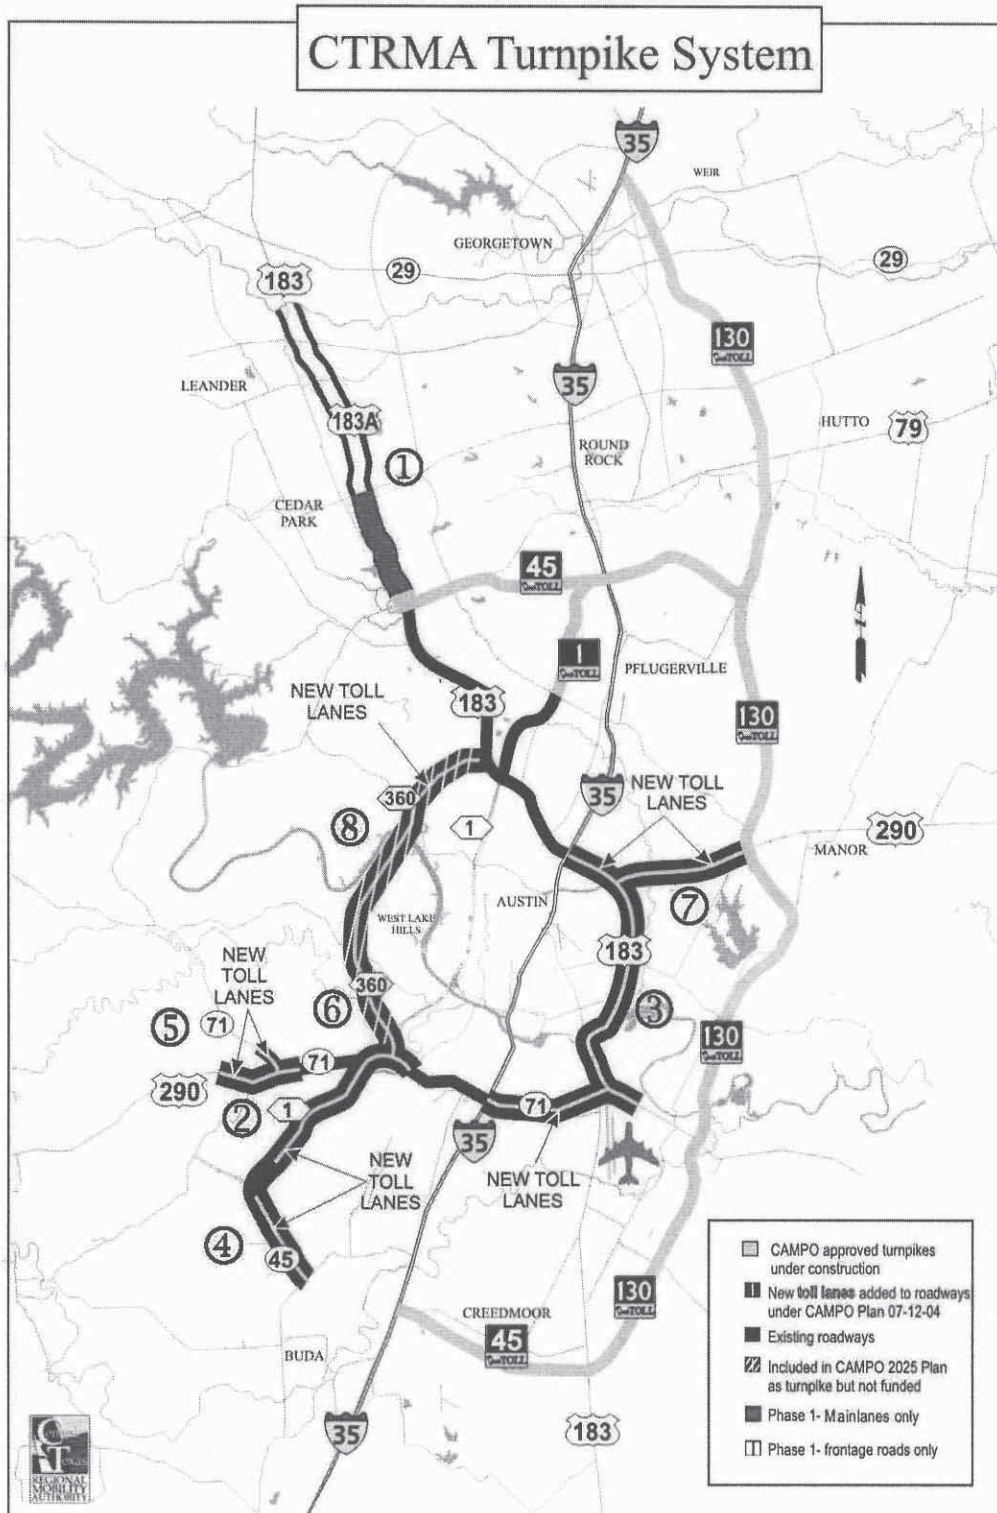 CTRMA Turnpike System
35
WEIR
GEORGETOWN
29
29
183
130
TOLL
35
LEANDER
183A
HUTTO
79
ROUND
ROCK
①
CEDAR
PARK
45
TOLL
1
TOLL
PFLUGERVILLE
NEW TOLL
LANES
183
130
TOLL
35
NEW TOLL
LANES
360
⑧
1
290
MANOR
AUSTIN
⑦
WEST LAKE
HILLS
183
NEW
TOLL
LANES
360
⑥
③
⑤
71
130
TOLL
71
290
②
1
71
35
NEW
TOLL
LANES
NEW TOLL
LANES
④
45
130
TOLL
CREEDMOOR
45
TOLL
BUDA
35
183
CAMPO approved turnpikes
under construction
New toll lanes added to roadways
under CAMPO Plan 07-12-04
Existing roadways
Included in CAMPO 2025 Plan
as turnpike but not funded
Phase 1- Mainlanes only
Phase 1- frontage roads only
REGIONAL
MOBILITY
AUTHORITY